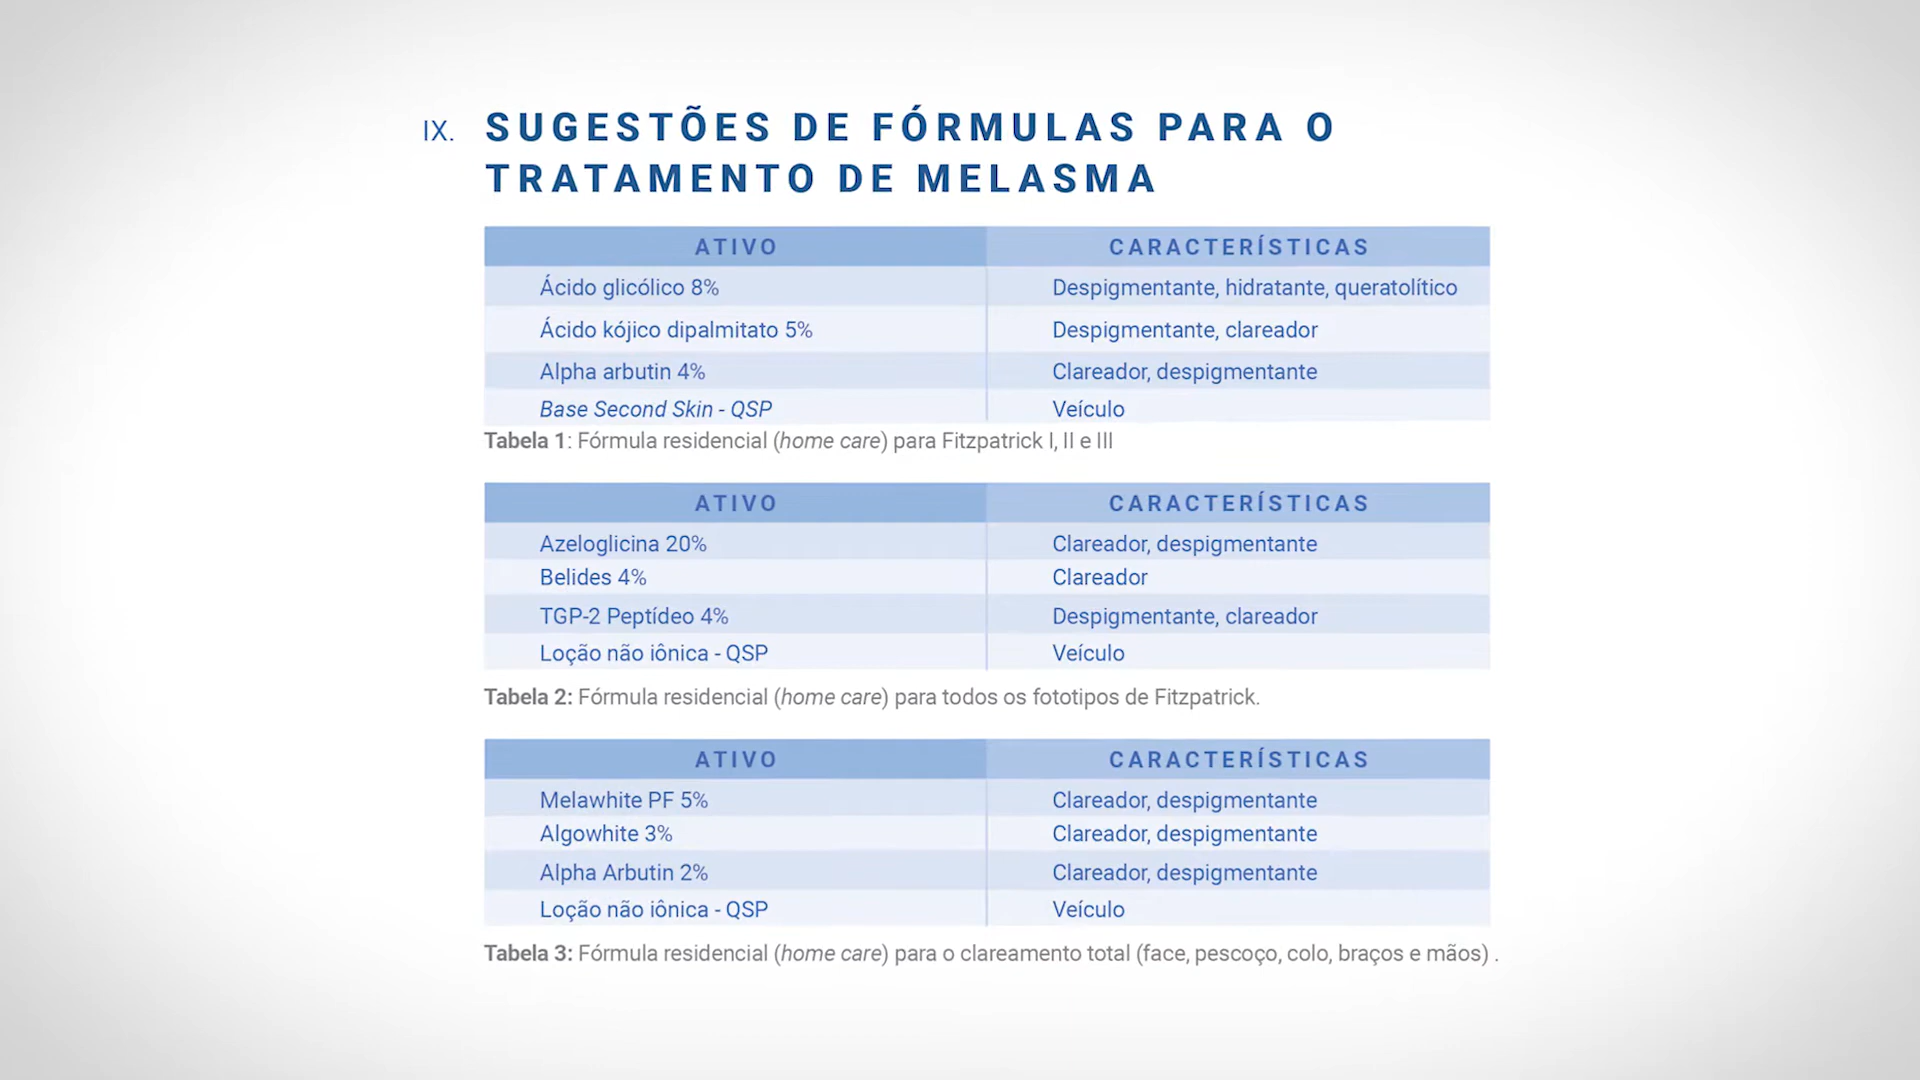 IX. SUGESTÕES DE FÓRMULAS PARA O
TRATAMENTO DE MELASMA
ATIVO CARACTERÍSTICAS
Ácido glicólico 8% Despigmentante, hidratante, queratolítico
Ácido kójico dipalmitato 5% Despigmentante, clareador
Alpha arbutin 4% Clareador, despigmentante
Base Second Skin - QSP Veículo
Tabela 1: Fórmula residencial (home care) para Fitzpatrick I, II e III
ATIVO CARACTERÍSTICAS
Azeloglicina 20% Clareador, despigmentante
Belides 4% Clareador
TGP-2 Peptídeo 4% Despigmentante, clareador
Loção não iônica - QSP Veículo
Tabela 2: Fórmula residencial (home care) para todos os fototipos de Fitzpatrick.
ATIVO CARACTERÍSTICAS
Melawhite PF 5% Clareador, despigmentante
Algowhite 3% Clareador, despigmentante
Alpha Arbutin 2% Clareador, despigmentante
Loção não iônica - QSP Veículo
Tabela 3: Fórmula residencial (home care) para o clareamento total (face, pescoço, colo, braços e mãos) .